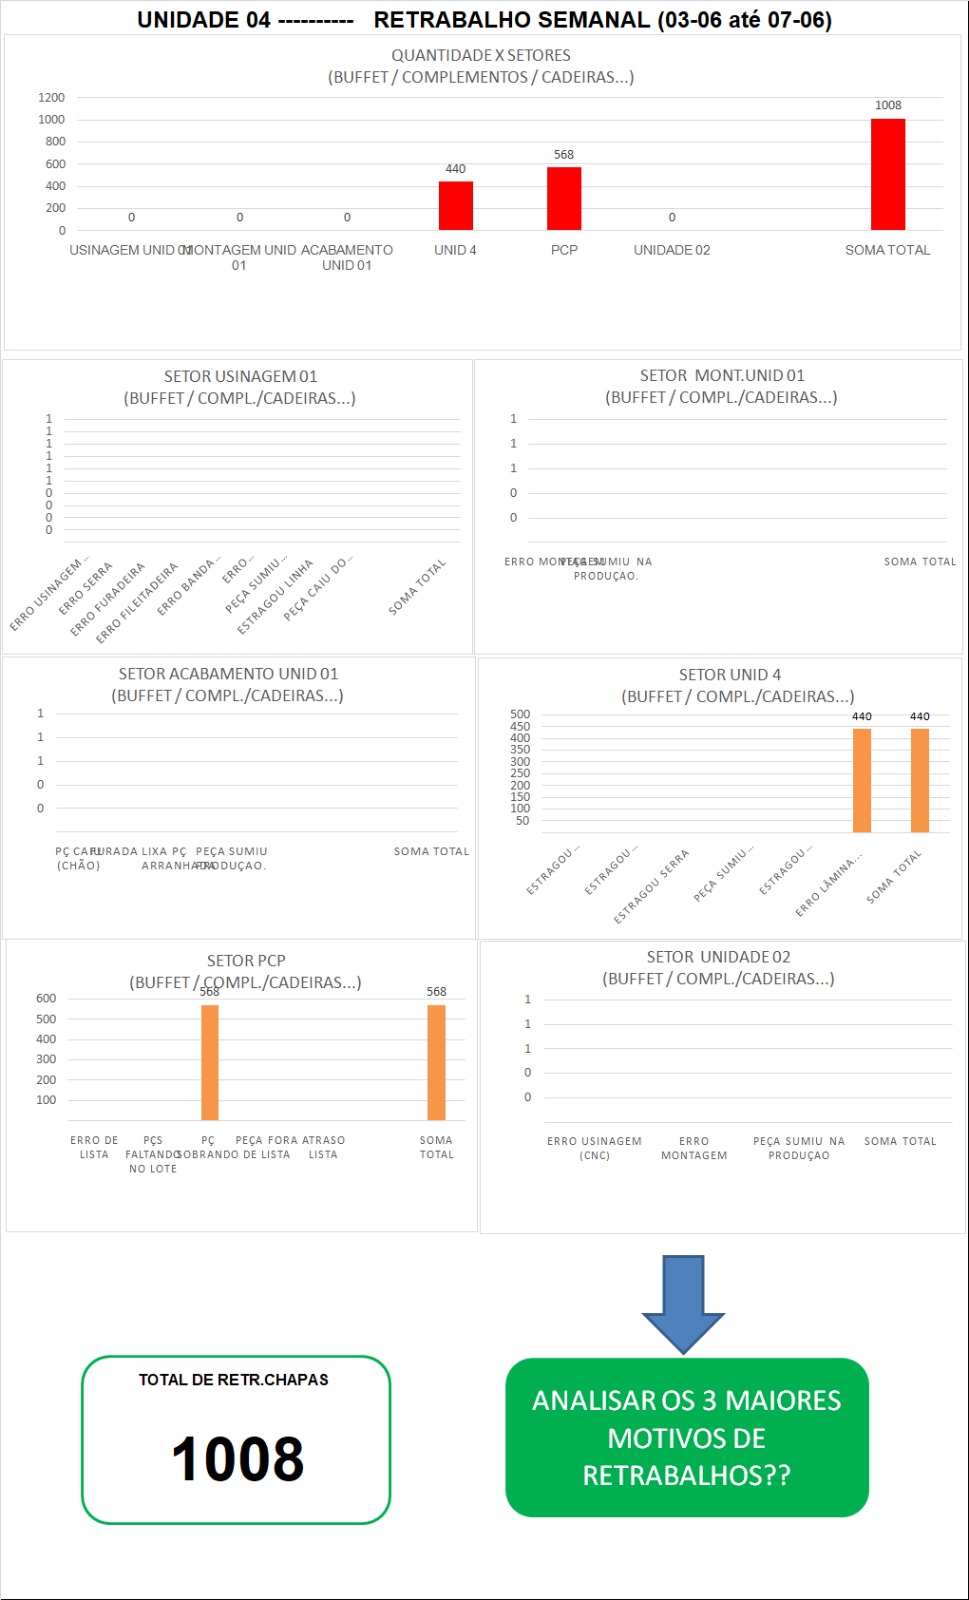 UNIDADE 04 ---------- RETRABALHO SEMANAL (03-06 até 07-06)
QUANTIDADE X SETORES
(BUFFET / COMPLEMENTOS / CADEIRAS...)
1200
1000
800
600
400
200
0
0
0
0
440
568
0
1008
USINAGEM UNID 01
MONTAGEM UNID
01
ACABAMENTO
UNID 01
UNID 4
PCP
UNIDADE 02
SOMA TOTAL
SETOR USINAGEM 01
(BUFFET / COMPL./CADEIRAS...)
1
1
1
1
1
1
0
0
0
0
ERRO USINAGEM...
ERRO SERRA
ERRO FURADEIRA
ERRO FILEITADEIRA
ERRO BANDA...
ERRO...
PEÇA SUMIU...
ESTRAGOU LINHA
PEÇA CAIU DO...
SOMA TOTAL
SETOR MONT.UNID 01
(BUFFET / COMPL./CADEIRAS...)
1
1
1
0
0
ERRO MONTAGEM
PEÇA SUMIU NA
PRODUÇAO.
SOMA TOTAL
SETOR ACABAMENTO UNID 01
(BUFFET / COMPL./CADEIRAS...)
1
1
1
0
0
PÇ CAIU
(CHÃO)
FURADA LIXA
PÇ
ARRANHADA
PEÇA SUMIU
PRODUÇAO.
SOMA TOTAL
SETOR UNID 4
(BUFFET / COMPL./CADEIRAS...)
500
450
400
350
300
250
200
150
100
50
440
440
ESTRAGOU...
ESTRAGOU...
ESTRAGOU SERRA
PEÇA SUMIU...
ESTRAGOU...
ERRO LÂMINA...
SOMA TOTAL
SETOR PCP
(BUFFET / COMPL./CADEIRAS...)
600
500
400
300
200
100
568
568
ERRO DE
LISTA
PÇS
FALTANDO
NO LOTE
PÇ
SOBRANDO
PEÇA FORA
DE LISTA
ATRASO
LISTA
SOMA
TOTAL
SETOR UNIDADE 02
(BUFFET / COMPL./CADEIRAS...)
1
1
1
0
0
ERRO USINAGEM
(CNC)
ERRO
MONTAGEM
PEÇA SUMIU NA
PRODUÇAO
SOMA TOTAL
TOTAL DE RETR.CHAPAS
1008
ANALISAR OS 3 MAIORES
MOTIVOS DE
RETRABALHOS??